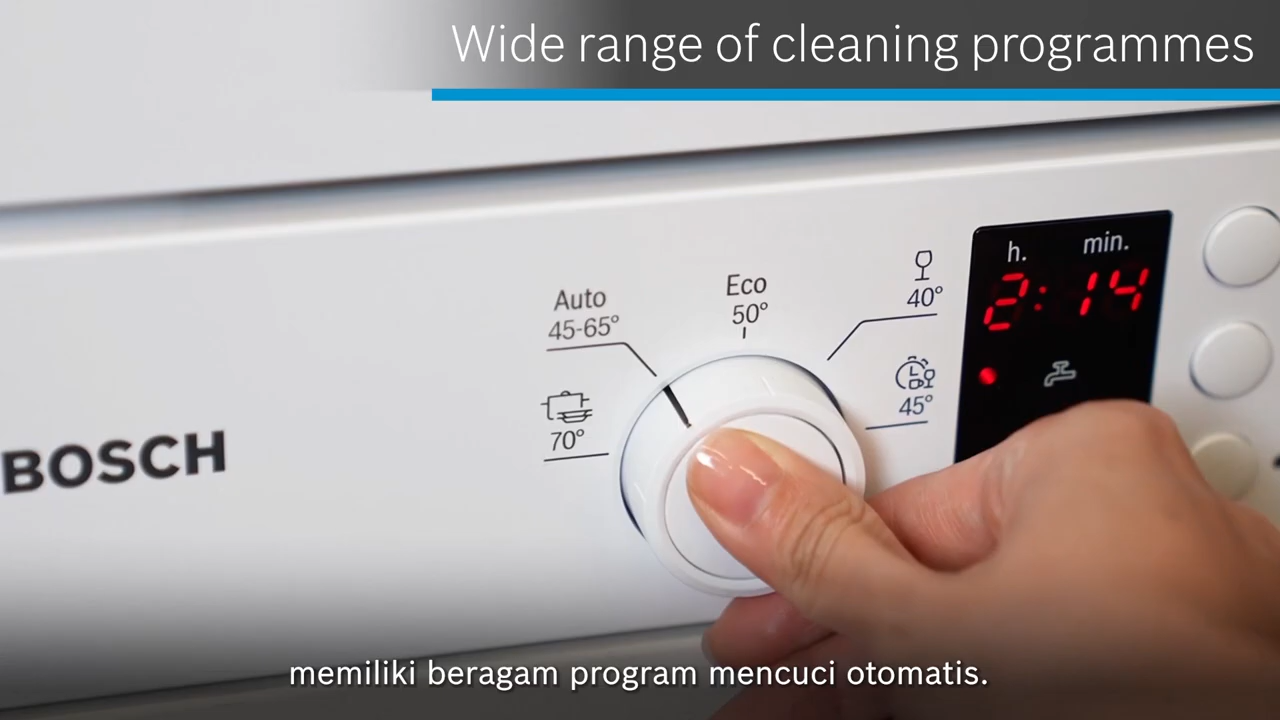 Wide range of cleaning programmes
Auto
45-65°
Eco
50°
40°
h. min.
2:14
70°
45°
BOSCH
memiliki beragam program mencuci otomatis.